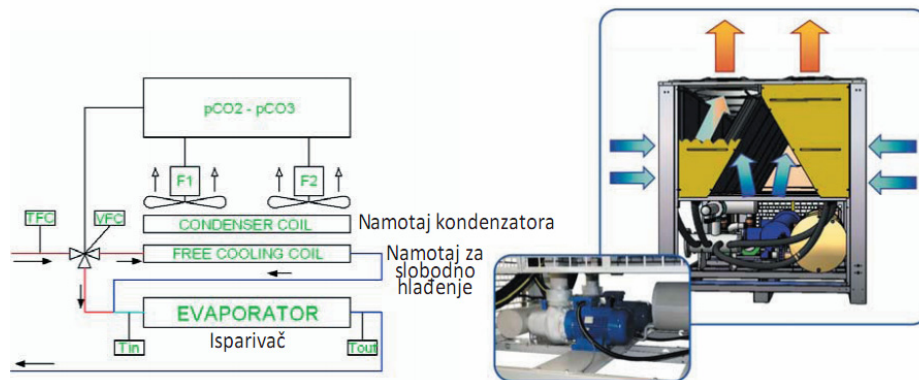 pCO2 - pCO3
F1
F2
TFC
VFC
CONDENSER COIL
Namotaj kondenzatora
FREE COOLING COIL
Namotaj za
slobodno
hlađenje
EVAPORATOR
Isparivač
Tin
Tout